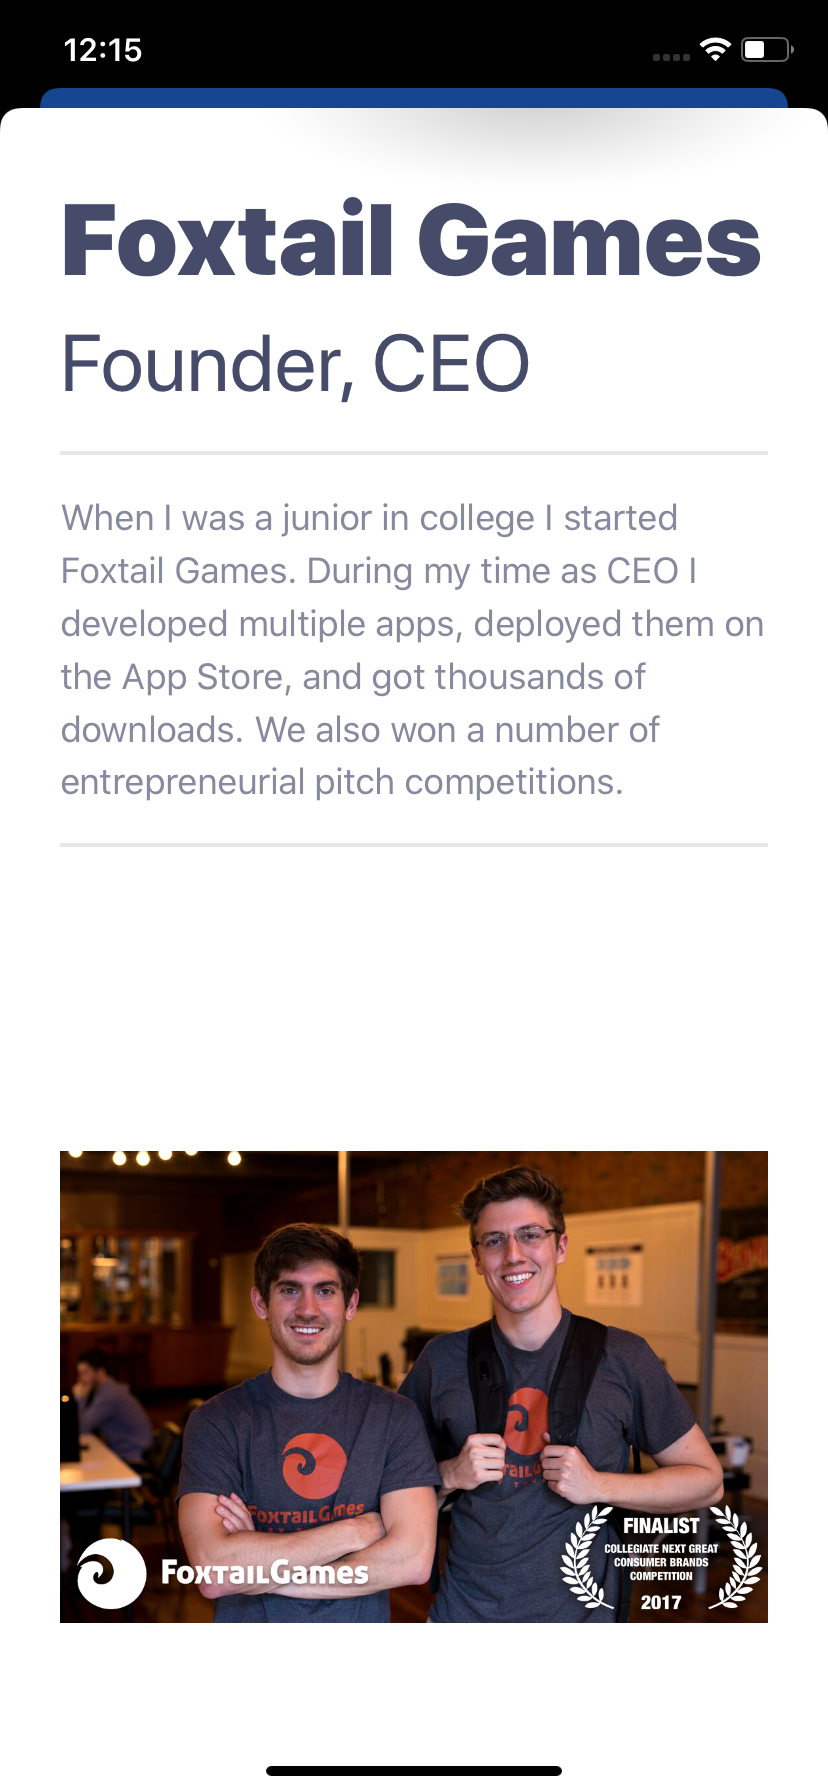 12:15
Foxtail Games
Founder, CEO
When I was a junior in college I started
Foxtail Games. During my time as CEO I
developed multiple apps, deployed them on
the App Store, and got thousands of
downloads. We also won a number of
entrepreneurial pitch competitions.
FoxtailGames
FoxtailGames
FINALIST
COLLEGIATE NEXT GREAT
CONSUMER BRANDS
COMPETITION
2017